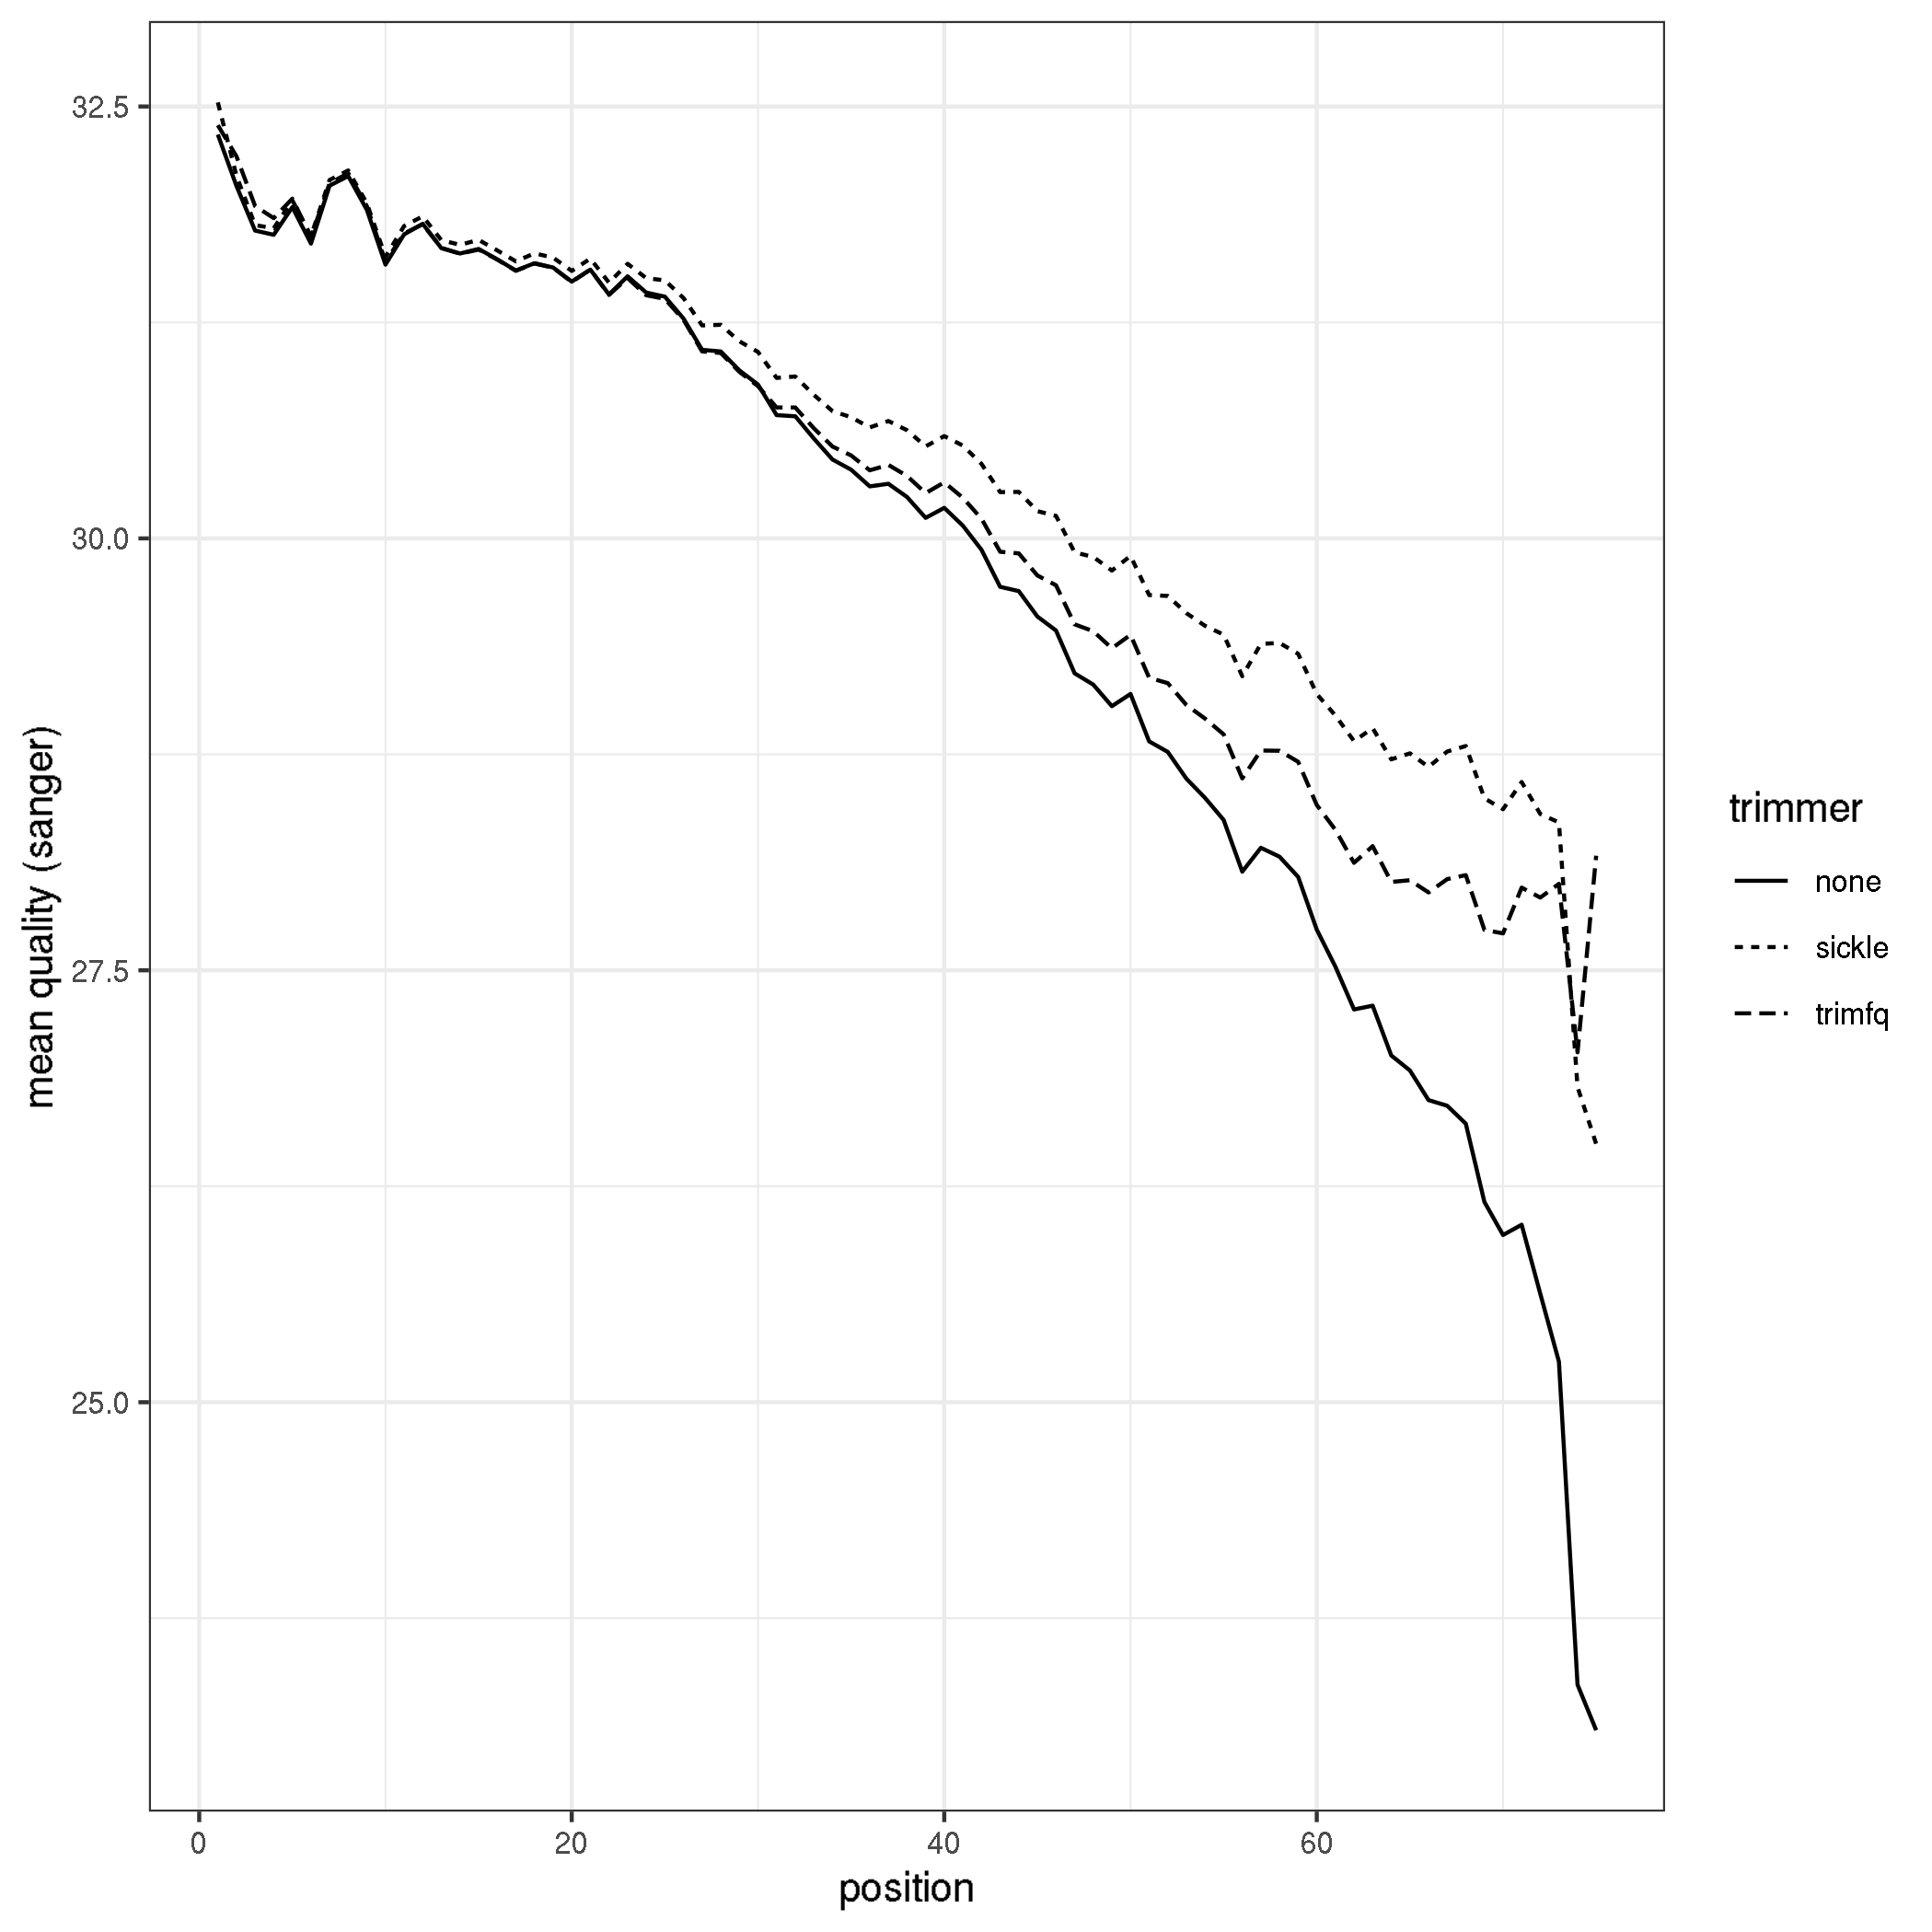 32.5
30.0
27.5
25.0
mean quality (sanger)
0 20 40 60
position
trimmer
none
sickle
trimfq